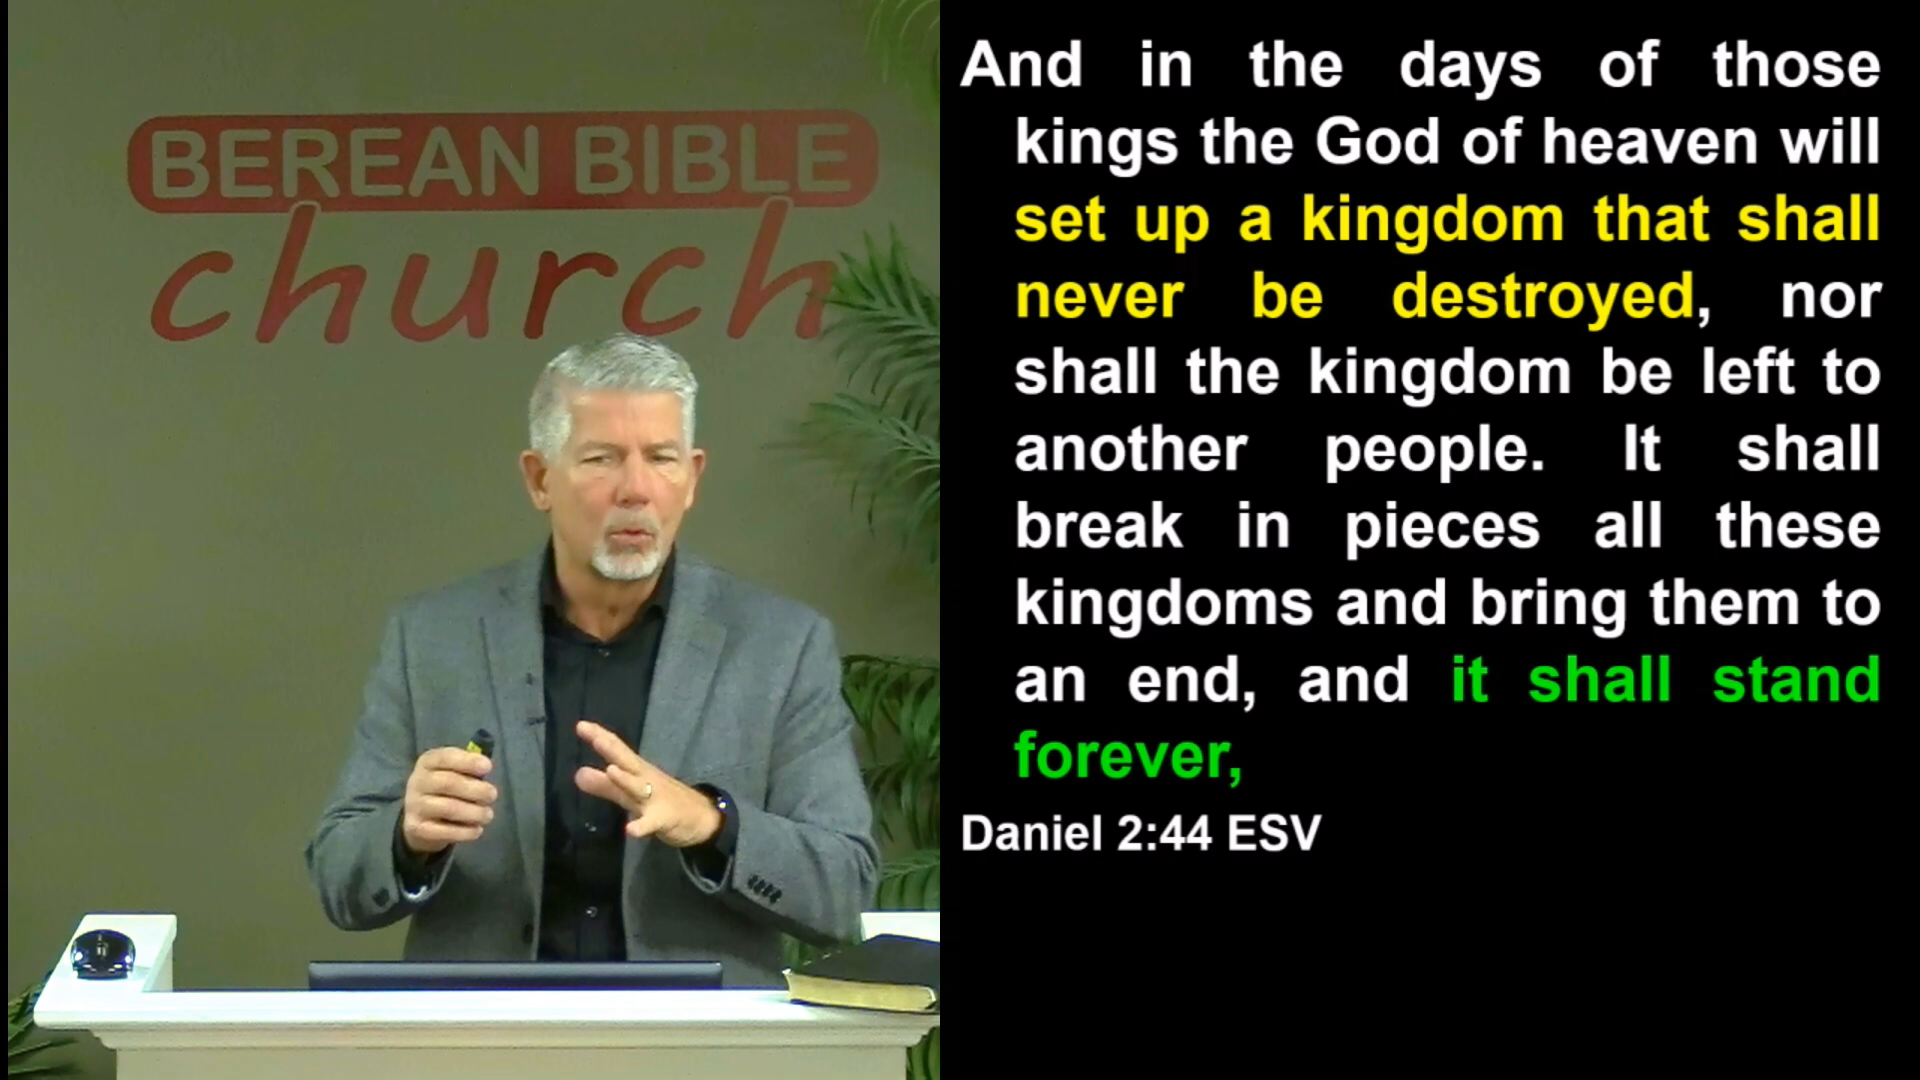 BEREAN BIBLE
church
And in the days of those
kings the God of heaven will
set up a kingdom that shall
never be destroyed, nor
shall the kingdom be left to
another people. It shall
break in pieces all these
kingdoms and bring them to
an end, and it shall stand
forever,
Daniel 2:44 ESV